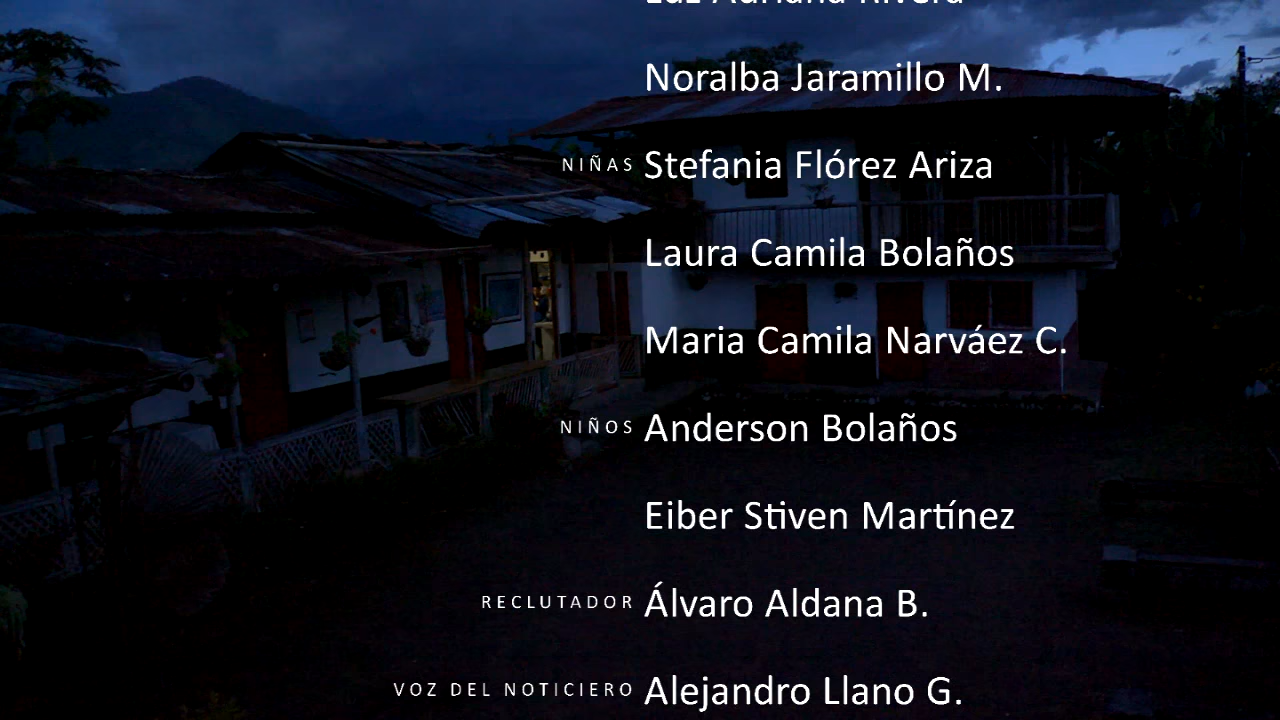 Noralba Jaramillo M.
NIÑAS Stefania Flórez Ariza
Laura Camila Bolaños
Maria Camila Narváez C.
NIÑOS Anderson Bolaños
Eiber Stiven Martínez
RECLUTADOR Álvaro Aldana B.
VOZ DEL NOTICIERO Alejandro Llano G.